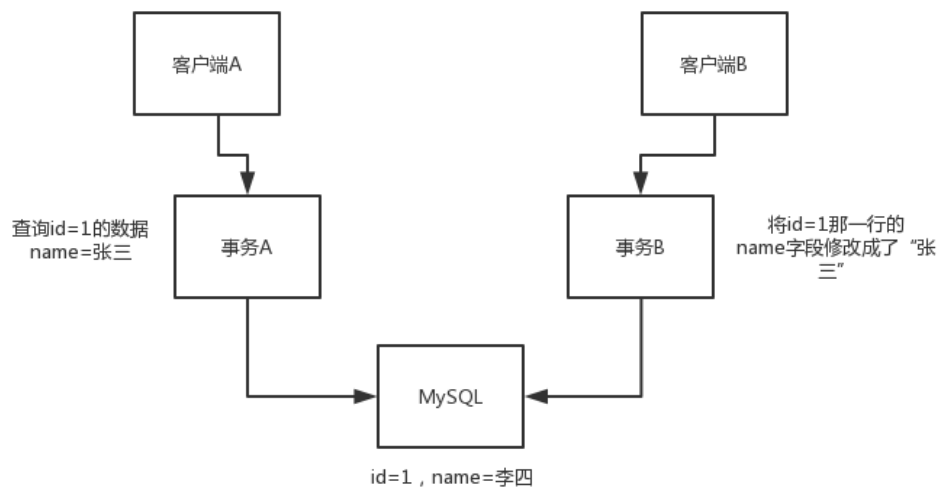 客户端A
客户端B
查询id=1的数据
name=张三
事务A
事务B
将id=1那一行的
name字段修改成了“张
三”
MySQL
id=1，name=李四